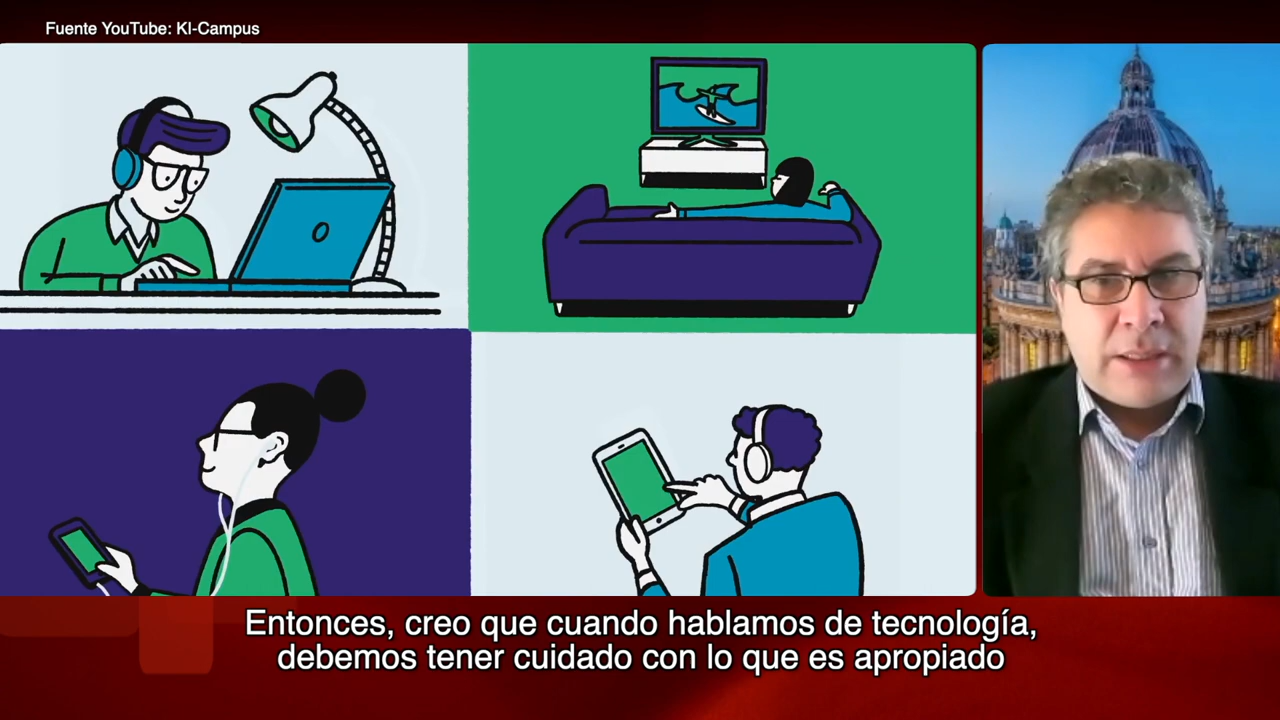 Fuente YouTube: KI-Campus
Entonces, creo que cuando hablamos de tecnología,
debemos tener cuidado con lo que es apropiado